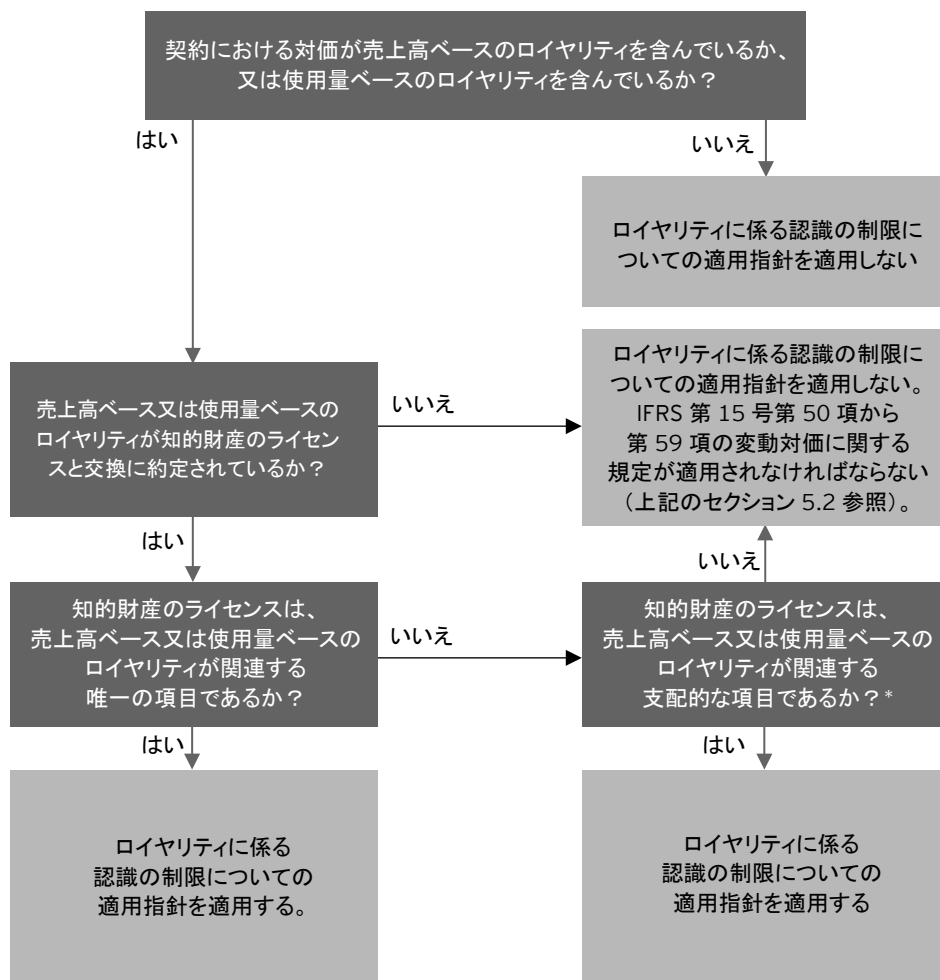 契約における対価が売上高ベースのロイヤリティを含んでいるか、
又は使用量ベースのロイヤリティを含んでいるか？
はい
いいえ
ロイヤリティに係る認識の制限に
ついての適用指針を適用しない
売上高ベース又は使用量ベースの
ロイヤリティが知的財産のライセン
スと交換に約定されているか？
いいえ
ロイヤリティに係る認識の制限に
ついての適用指針を適用しない。
IFRS 第 15 号第 50 項から
第 59 項の変動対価に関する
規定が適用されなければならない
（上記のセクション 5.2 参照）。
はい
いいえ
知的財産のライセンスは、
売上高ベース又は使用量ベースの
ロイヤリティが関連する
唯一の項目であるか？
いいえ
知的財産のライセンスは、
売上高ベース又は使用量ベースの
ロイヤリティが関連する
支配的な項目であるか？*
はい
はい
ロイヤリティに係る
認識の制限についての
適用指針を適用する。
ロイヤリティに係る
認識の制限についての
適用指針を適用する